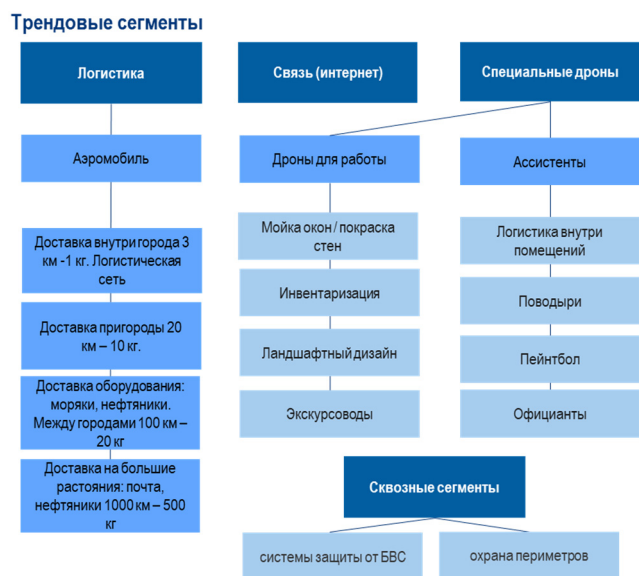 Трендовые сегменты
Логистика
Связь (интернет)
Специальные дроны
Аэромобиль
Дроны для работы
Ассистенты
Доставка внутри города 3
км -1 кг. Логистическая
сеть
Мойка окон / покраска
стен
Логистика внутри
помещений
Доставка пригороды 20
км – 10 кг.
Инвентаризация
Поводыри
Доставка оборудования:
моряки, нефтяники.
Между городами 100 км –
20 кг
Ландшафтный дизайн
Пейнтбол
Доставка на большие
растояния: почта,
нефтяники 1000км – 500
кг
Экскурсоводы
Официанты
Сквозные сегменты
системы защиты от БВС
охрана периметров